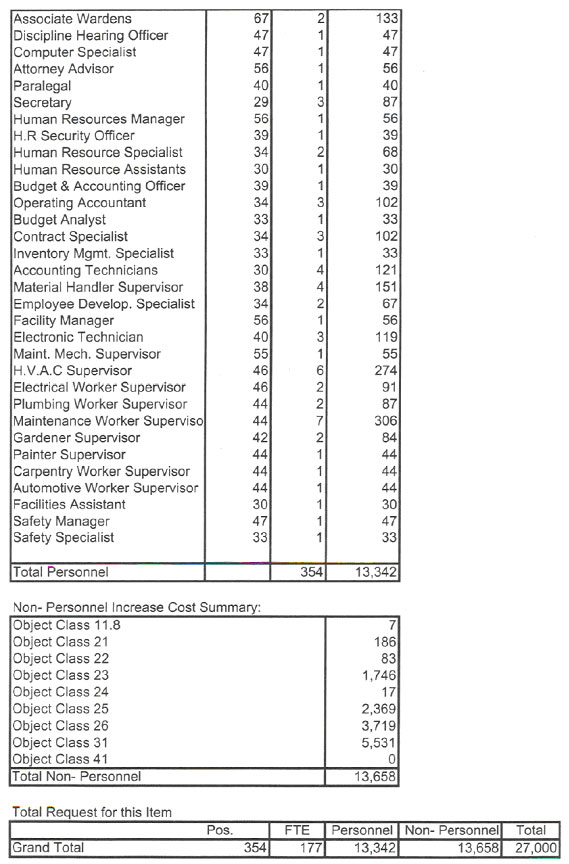 Associate Wardens 67 2 133
Discipline Hearing Officer 47 1 47
Computer Specialist 47 1 47
Attorney Advisor 56 1 56
Paralegal 40 1 40
Secretary 29 3 87
Human Resources Manager 56 1 56
H.R Security Officer 39 1 39
Human Resource Specialist 34 2 68
Human Resource Assistants 30 1 30
Budget & Accounting Officer 39 1 39
Operating Accountant 34 3 102
Budget Analyst 33 1 33
Contract Specialist 34 3 102
Inventory Mgmt. Specialist 33 1 33
Accounting Technicians 30 4 121
Material Handler Supervisor 38 4 151
Employee Develop. Specialist 34 2 67
Facility Manager 56 1 56
Electronic Technician 40 3 119
Maint. Mech. Supervisor 55 1 55
H.V.A.C Supervisor 46 6 274
Electrical Worker Supervisor 46 2 91
Plumbing Worker Supervisor 44 2 87
Maintenance Worker Superviso 44 7 306
Gardener Supervisor 42 2 84
Painter Supervisor 44 1 44
Carpentry Worker Supervisor 44 1 44
Automotive Worker Supervisor 44 1 44
Facilities Assistant 30 1 30
Safety Manager 47 1 47
Safety Specialist 33 1 33
Total Personnel 354 13,342
Non- Personnel Increase Cost Summary:
Object Class 11.8 7
Object Class 21 186
Object Class 22 83
Object Class 23 1,746
Object Class 24 17
Object Class 25 2,369
Object Class 26 3,719
Object Class 31 5,531
Object Class 41 0
Total Non- Personnel 13,658
Total Request for this Item
Pos. FTE Personnel Non- Personnel Total
Grand Total 354 177 13,342 13,658 27,000